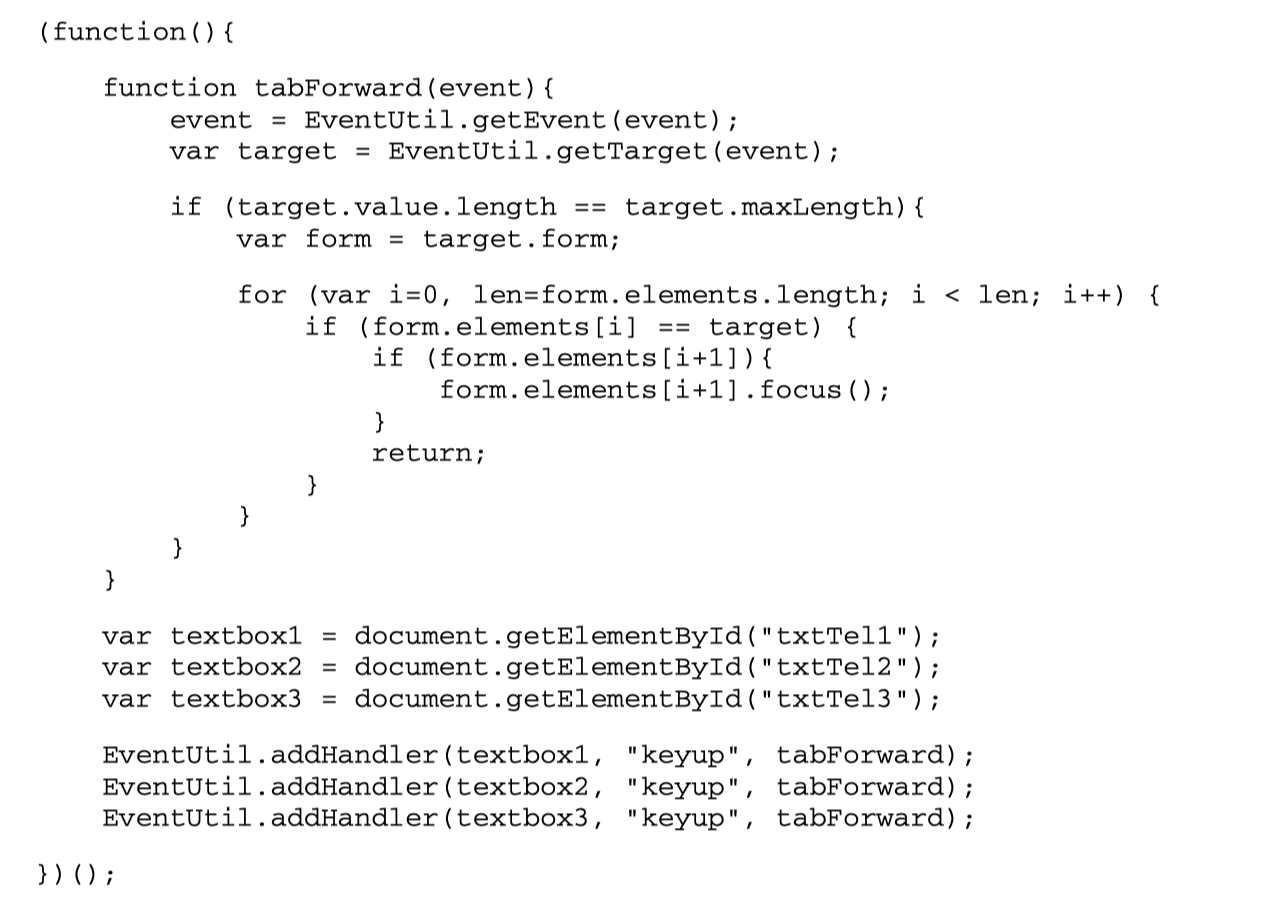 (function(){
function tabForward(event){
event = EventUtil.getEvent(event);
var target = EventUtil.getTarget(event);
if (target.value.length == target.maxLength){
var form = target.form;
for (var i=0, len=form.elements.length; i < len; i++) {
if (form.elements[i] == target) {
if (form.elements[i+1]){
form.elements[i+1].focus();
}
return;
}
}
}
}
var textbox1 = document.getElementById("txtTel1");
var textbox2 = document.getElementById("txtTel2");
var textbox3 = document.getElementById("txtTel3");
EventUtil.addHandler(textbox1, "keyup", tabForward);
EventUtil.addHandler(textbox2, "keyup", tabForward);
EventUtil.addHandler(textbox3, "keyup", tabForward);
})();